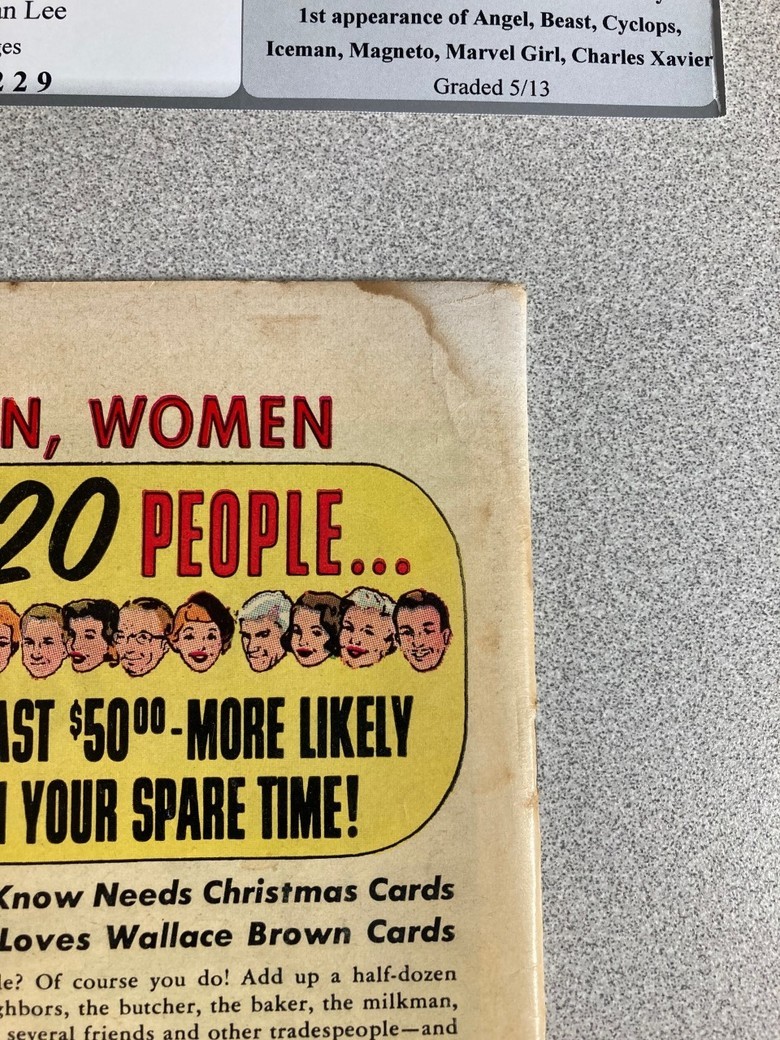 n Lee
1st appearance of Angel, Beast, Cyclops,
ges
Iceman, Magneto, Marvel Girl, Charles Xavier
229
Graded 5/13
N, WOMEN
20 PEOPLE...
AST $50⁰⁰-MORE LIKELY
YOUR SPARE TIME!
Know Needs Christmas Cards
Loves Wallace Brown Cards
le? Of course you do! Add up a half-dozen
ghbors, the butcher, the baker, the milkman,
several friends and other tradespeople—and